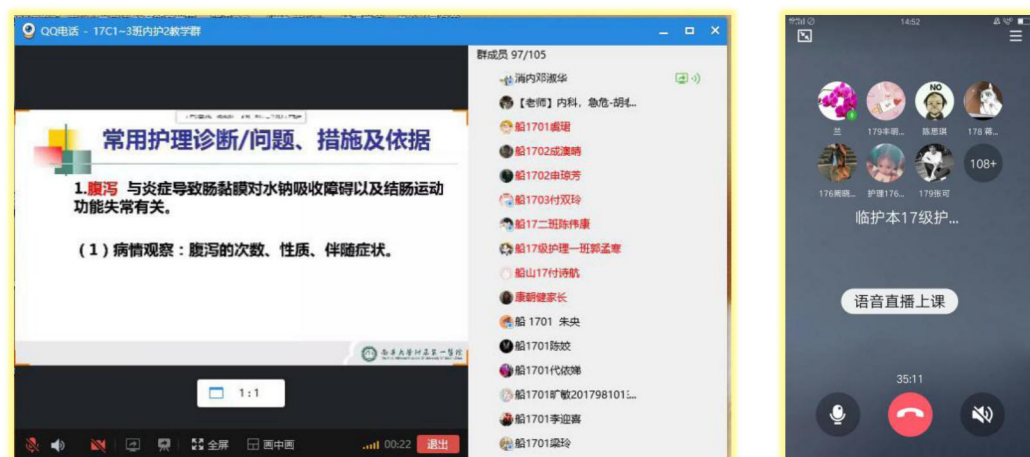 QQ电话 - 17C1~3班内护2教学群
群成员 97/105
消内邓淑华
【老师】内科，急危-胡...
常用护理诊断/问题、措施及依据
船1701臧珺
船1702成澳晴
船1702申琼芳
1.腹泻 与炎症导致肠黏膜对水钠吸收障碍以及结肠运动
功能失常有关。
船1703付双玲
船17二班陈伟康
(1)病情观察：腹泻的次数、性质、伴随症状。
船17级护理一班郭孟意
船山17付诗航
康朝健家长
船 1701 朱央
南华大学附属第一医院
船1701陈姣
船1701代依娣
1:1
船1701旷敏201798101...
船1701李迎喜
船1701梁玲
全屏
画中画
00:22
退出
14:52
兰
179丰明...
陈思琪
178 蒋...
护理176...
179张可
108+
临护本17级护...
语音直播上课
35:11